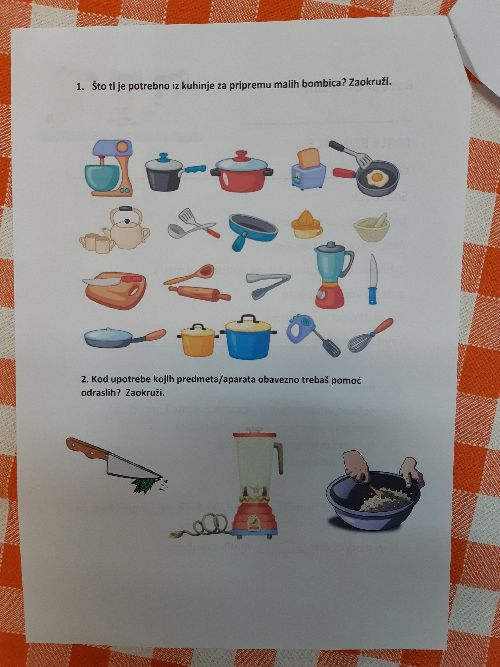 1. Što ti je potrebno iz kuhinje za pripremu malih bombica? Zaokruži.
2. Kod upotrebe kojih predmeta/aparata obavezno trebaš pomoć
odraslih? Zaokruži.